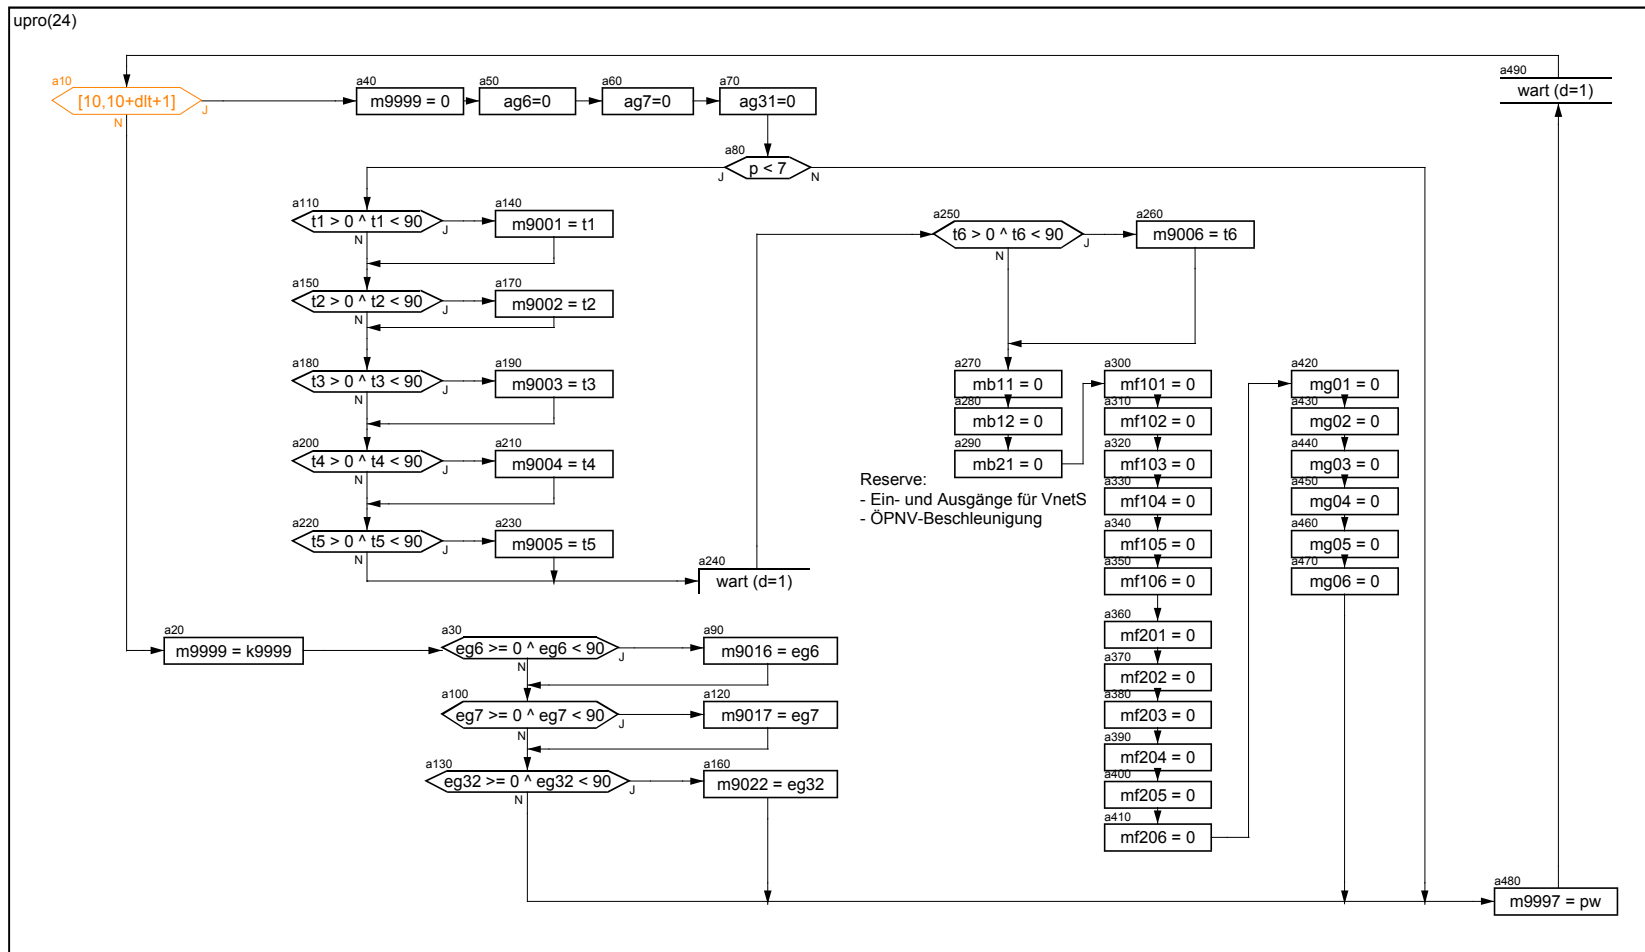 upro(24)
a10
[10,10+dlt+1]
J
N
a40
m9999 = 0
a50
ag6=0
a60
ag7=0
a70
ag31=0
a490
wart (d=1)
a80
p < 7
J
N
a110
t1 > 0 ^ t1 < 90
J
N
a140
m9001 = t1
a150
t2 > 0 ^ t2 < 90
J
N
a170
m9002 = t2
a180
t3 > 0 ^ t3 < 90
J
N
a190
m9003 = t3
a200
t4 > 0 ^ t4 < 90
J
N
a210
m9004 = t4
a220
t5 > 0 ^ t5 < 90
J
N
a230
m9005 = t5
a240
wart (d=1)
a250
t6 > 0 ^ t6 < 90
J
N
a260
m9006 = t6
a270
mb11 = 0
a280
mb12 = 0
a290
mb21 = 0
Reserve:
- Ein- und Ausgänge für VnetS
- ÖPNV-Beschleunigung
a300
mf101 = 0
a310
mf102 = 0
a320
mf103 = 0
a330
mf104 = 0
a340
mf105 = 0
a350
mf106 = 0
a360
mf201 = 0
a370
mf202 = 0
a380
mf203 = 0
a390
mf204 = 0
a400
mf205 = 0
a410
mf206 = 0
a420
mg01 = 0
a430
mg02 = 0
a440
mg03 = 0
a450
mg04 = 0
a460
mg05 = 0
a470
mg06 = 0
a20
m9999 = k9999
a30
eg6 >= 0 ^ eg6 < 90
J
N
a90
m9016 = eg6
a100
eg7 >= 0 ^ eg7 < 90
J
N
a120
m9017 = eg7
a130
eg32 >= 0 ^ eg32 < 90
J
N
a160
m9022 = eg32
a480
m9997 = pw